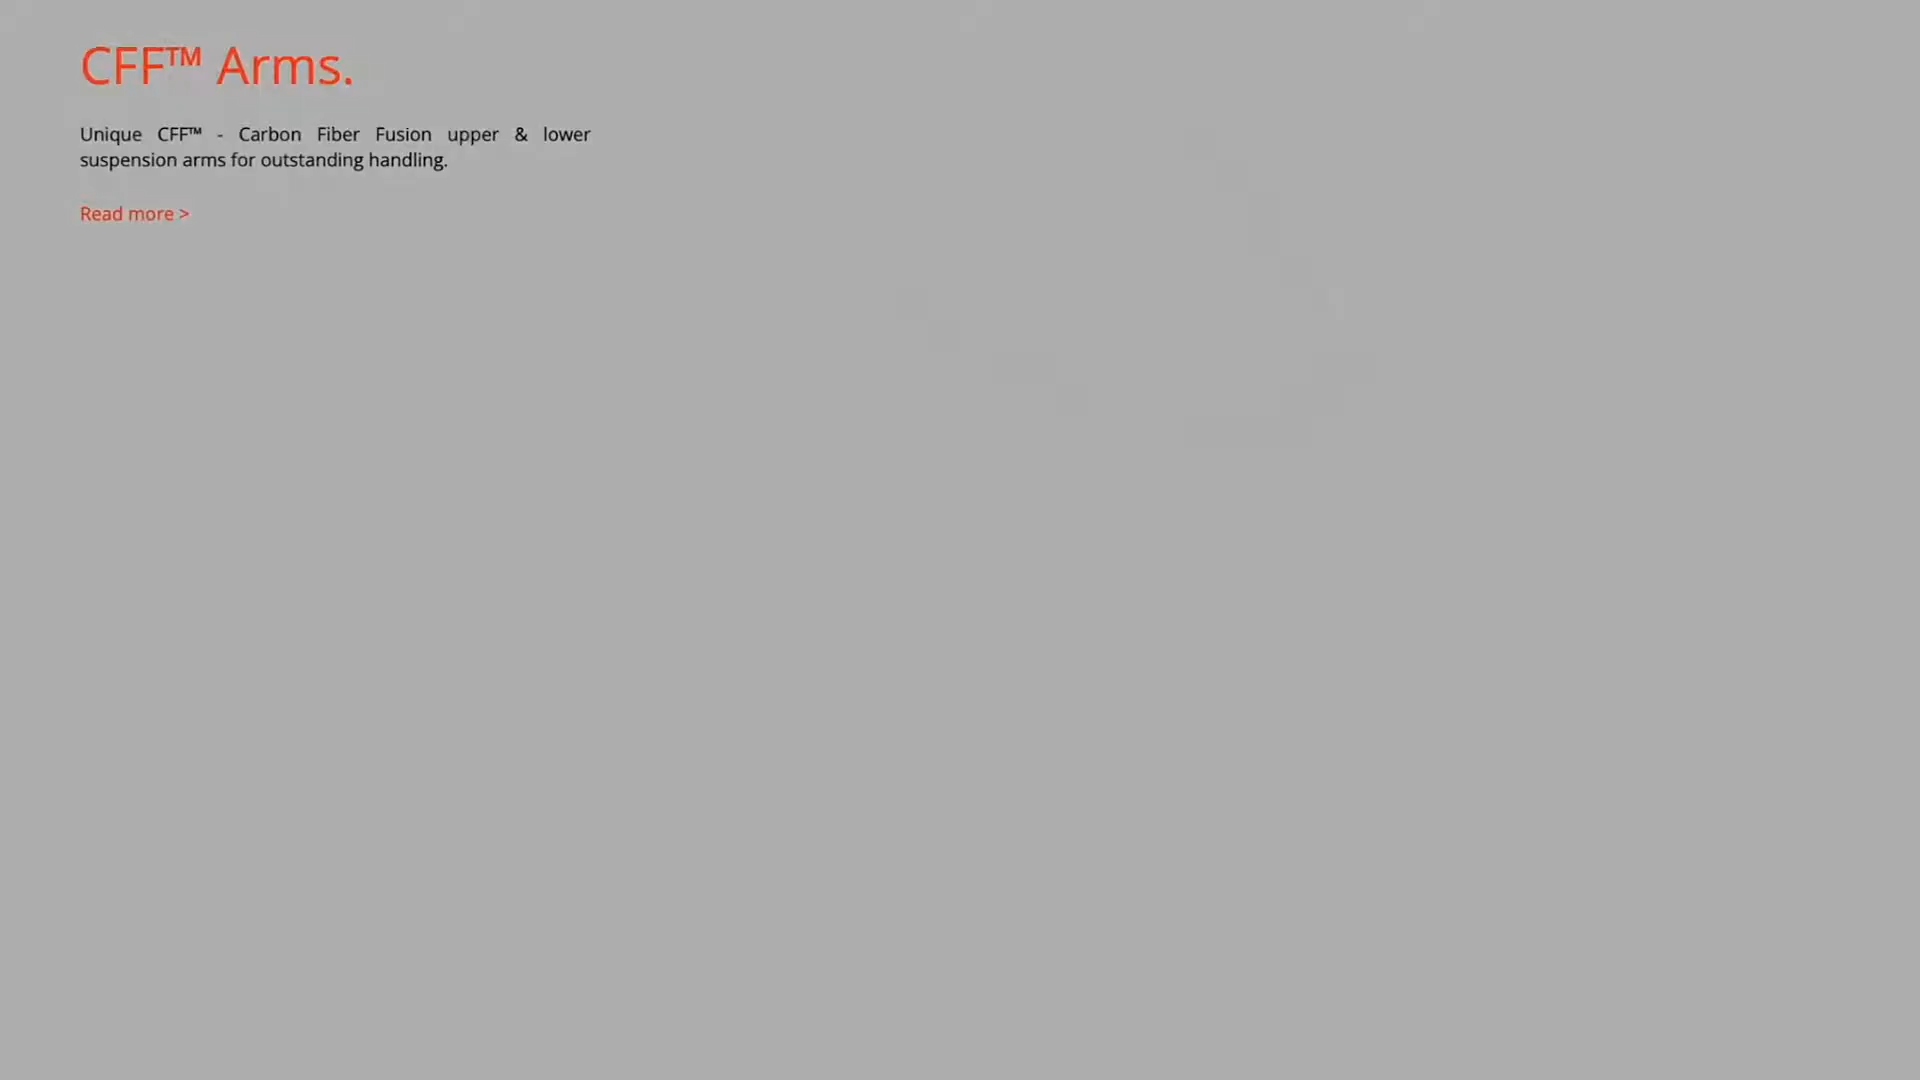 CFF™ Arms.
Unique CFF™ - Carbon Fiber Fusion upper & lower
suspension arms for outstanding handling.
Read more >